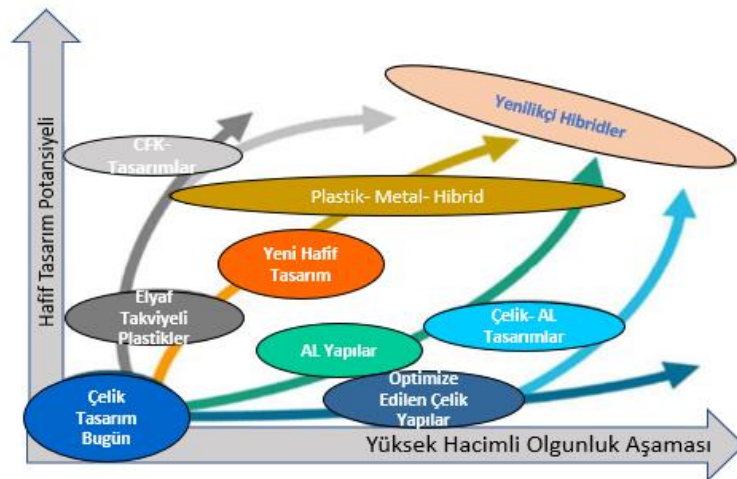 Hafif Tasarım Potansiyeli
Yenilikçi Hibridler
CFK-
Tasarımlar
Plastik- Metal- Hibrid
Yeni Hafif
Tasarım
Elyaf
Takviyeli
Plastikler
Çelik- AL
Tasarımlar
AL Yapılar
Optimize
Edilen Çelik
Yapılar
Çelik
Tasarım
Bugün
Yüksek Hacimli Olgunluk Aşaması